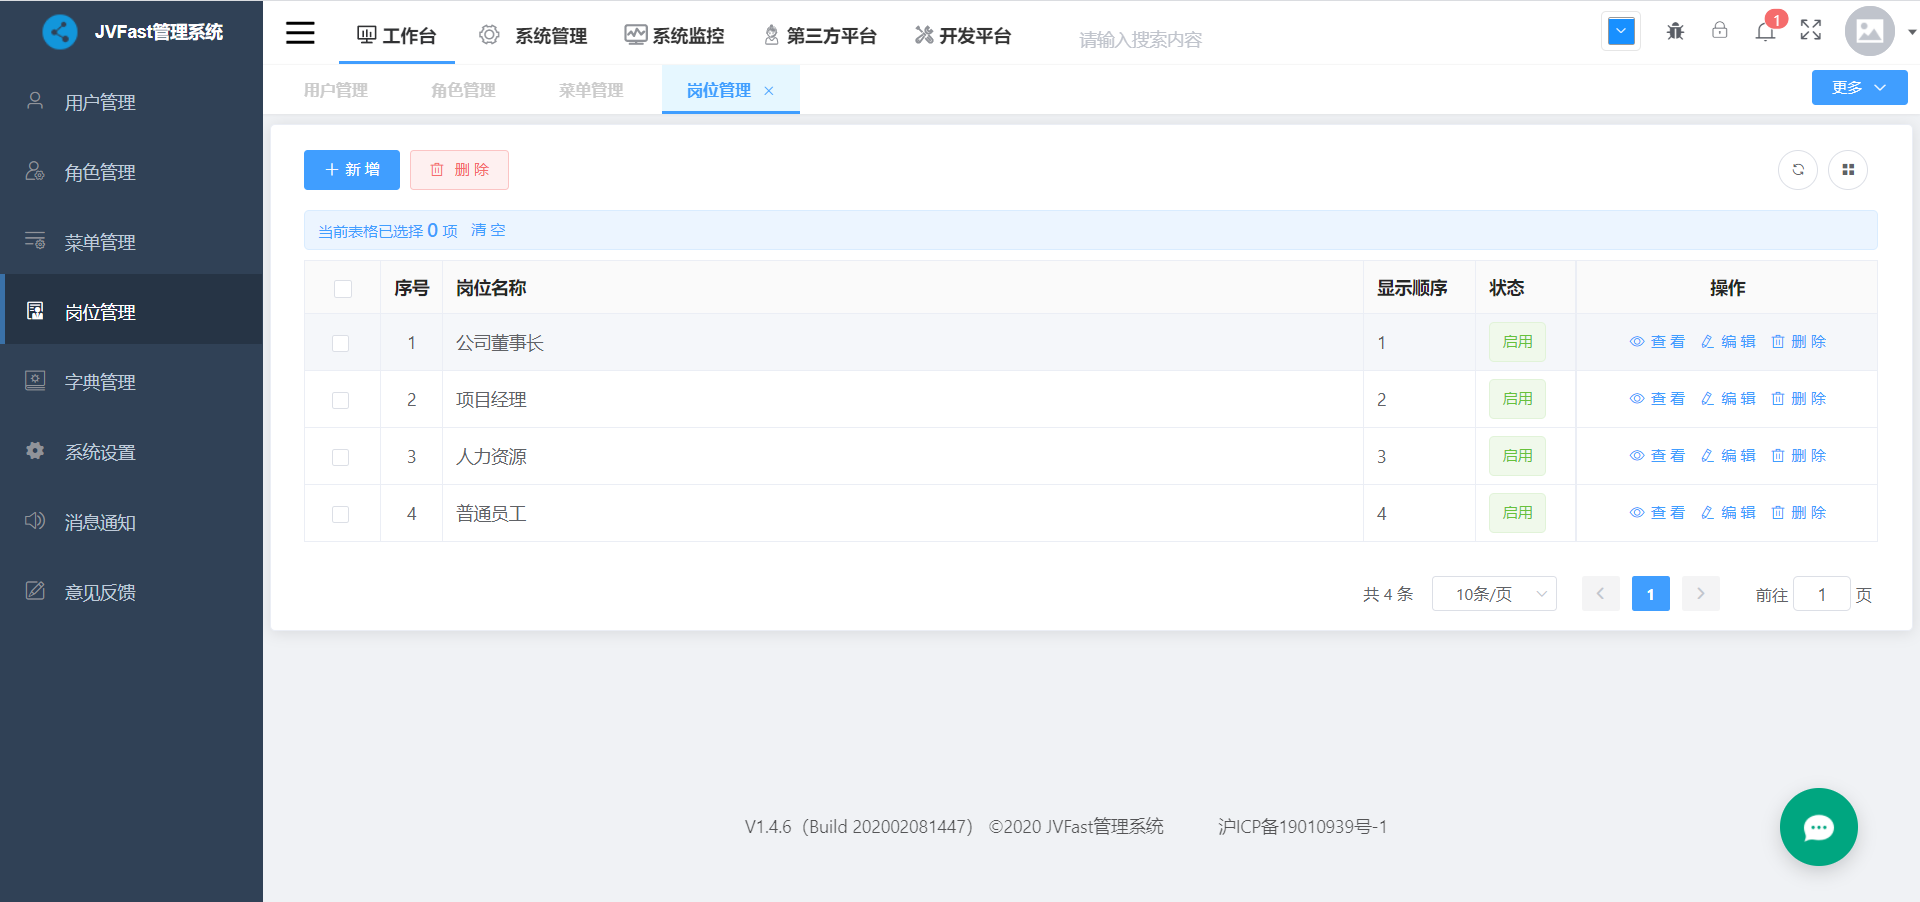 JVFast管理系统
工作台 系统管理 系统监控 第三方平台 开发平台 请输入搜索内容 1
用户管理 角色管理 菜单管理 岗位管理 × 更多
用户管理
角色管理
菜单管理
岗位管理
字典管理
系统设置
消息通知
意见反馈
+ 新 增 删 除
当前表格已选择 0 项 清 空
序号 岗位名称 显示顺序 状态 操作
1 公司董事长 1 启用 查 看 编 辑 删 除
2 项目经理 2 启用 查 看 编 辑 删 除
3 人力资源 3 启用 查 看 编 辑 删 除
4 普通员工 4 启用 查 看 编 辑 删 除
共 4 条 10条/页 < 1 > 前往 1 页
V1.4.6（Build 202002081447） ©2020 JVFast管理系统 沪ICP备19010939号-1